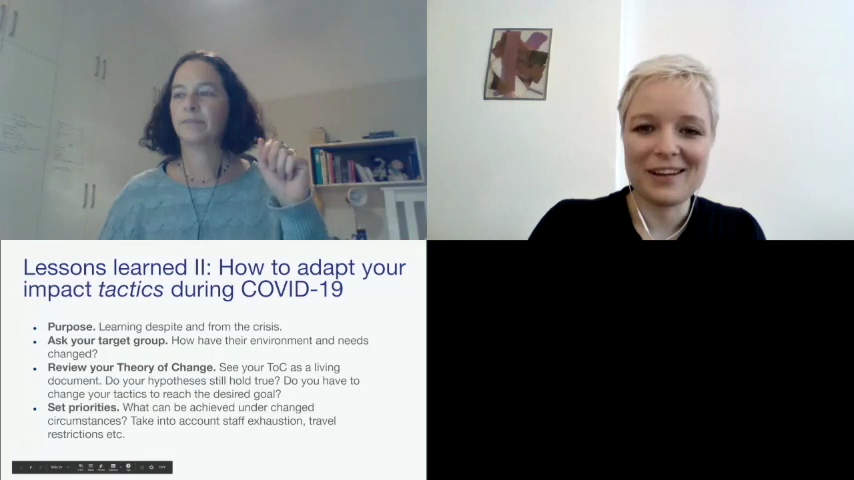 Lessons learned II: How to adapt your
impact tactics during COVID-19
• Purpose. Learning despite and from the crisis.
• Ask your target group. How have their environment and needs
changed?
• Review your Theory of Change. See your ToC as a living
document. Do your hypotheses still hold true? Do you have to
change your tactics to reach the desired goal?
• Set priorities. What can be achieved under changed
circumstances? Take into account staff exhaustion, travel
restrictions etc.